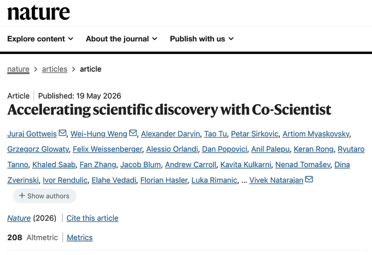 nature
Explore content About the journal Publish with us
nature > articles > article
Article | Published: 19 May 2026
Accelerating scientific discovery with Co-Scientist
Juraj Gottweis, Wei-Hung Weng, Alexander Daryin, Tao Tu, Petar Sirkovic, Artiom Myaskovsky,
Grzegorz Glowaty, Felix Weissenberger, Alessio Orlandi, Dan Popovici, Anil Palepu, Keran Rong, Ryutaro
Tanno, Khaled Saab, Fan Zhang, Jacob Blum, Andrew Carroll, Kavita Kulkarni, Nenad Tomašev, Dina
Zverinski, Ivor Rendulic, Elahe Vedadi, Florian Hasler, Luka Rimanic, … Vivek Natarajan
+ Show authors
Nature (2026) | Cite this article
208 Altmetric | Metrics